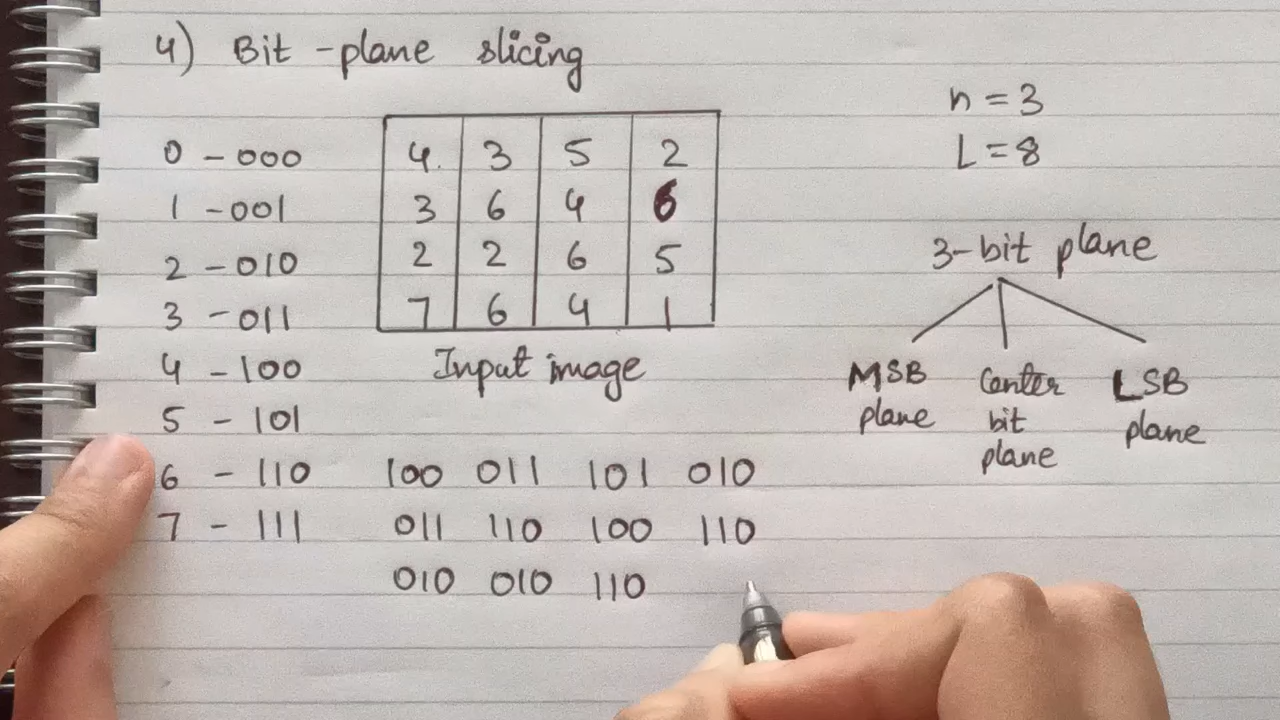 4) Bit-plane slicing
n = 3
L = 8
0 - 000
1 - 001
2 - 010
3 - 011
4 - 100
5 - 101
6 - 110
7 - 111
4 3 5 2
3 6 4 6
2 2 6 5
7 6 4 1
Input image
3-bit plane
MSB plane
Center bit plane
LSB plane
100 011 101 010
011 110 100 110
010 010 110